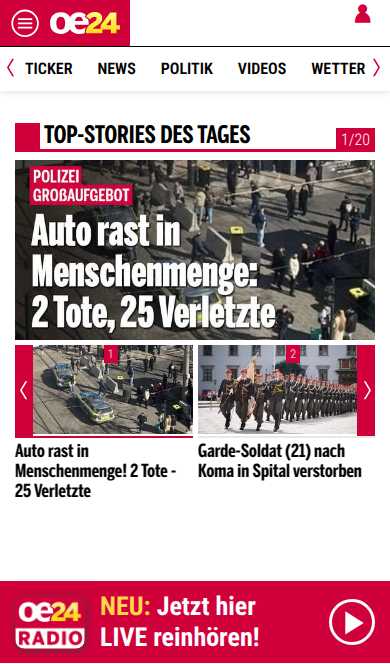 oe24
TICKER NEWS POLITIK VIDEOS WETTER
TOP-STORIES DES TAGES
1/20
POLIZEI
GROßAUFGEBOT
Auto rast in
Menschenmenge:
2 Tote, 25 Verletzte
1
2
Auto rast in
Menschenmenge! 2 Tote -
25 Verletzte
Garde-Soldat (21) nach
Koma in Spital verstorben
oe24
RADIO
NEU: Jetzt hier
LIVE reinhören!